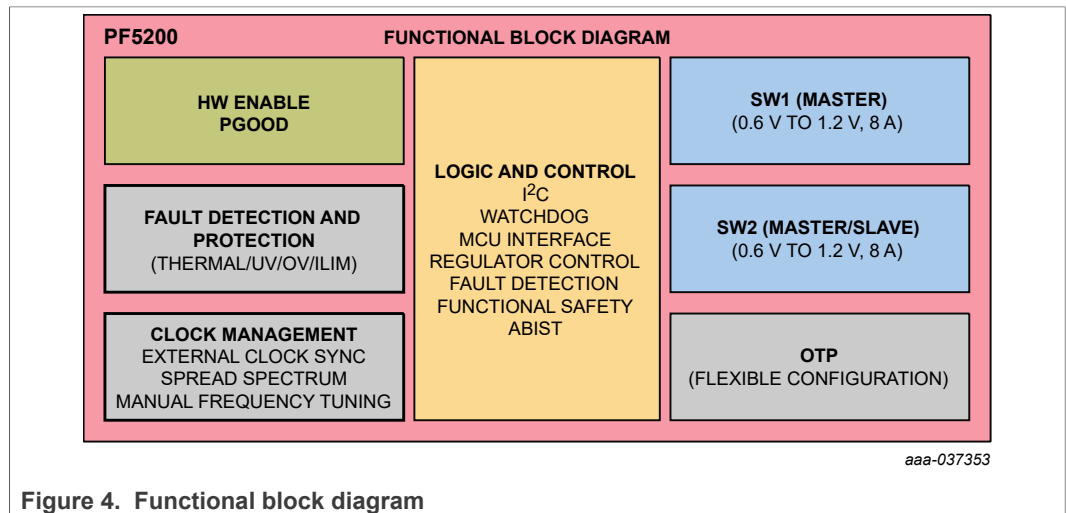 PF5200 FUNCTIONAL BLOCK DIAGRAM
HW ENABLE
PGOOD
FAULT DETECTION AND
PROTECTION
(THERMAL/UV/OV/ILIM)
CLOCK MANAGEMENT
EXTERNAL CLOCK SYNC
SPREAD SPECTRUM
MANUAL FREQUENCY TUNING
LOGIC AND CONTROL
I²C
WATCHDOG
MCU INTERFACE
REGULATOR CONTROL
FAULT DETECTION
FUNCTIONAL SAFETY
ABIST
SW1 (MASTER)
(0.6 V TO 1.2 V, 8 A)
SW2 (MASTER/SLAVE)
(0.6 V TO 1.2 V, 8 A)
OTP
(FLEXIBLE CONFIGURATION)
aaa-037353
Figure 4. Functional block diagram